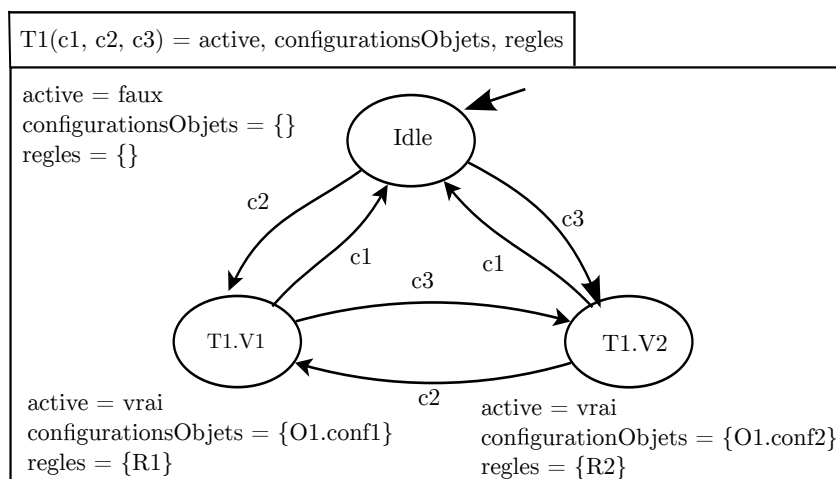 T1(c1, c2, c3) = active, configurationsObjets, regles
active = faux
configurationsObjets = {}
regles = {}
Idle
c2
c3
c1
c1
c3
T1.V1
T1.V2
c2
active = vrai
configurationsObjets = {O1.conf1}
regles = {R1}
active = vrai
configurationObjets = {O1.conf2}
regles = {R2}